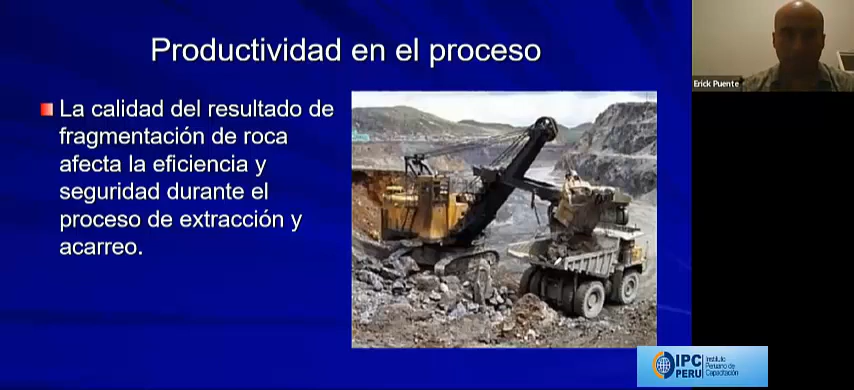 Productividad en el proceso
La calidad del resultado de
fragmentación de roca
afecta la eficiencia y
seguridad durante el
proceso de extracción y
acarreo.
Erick Puente
IPC
PERU
Instituto
Peruano de
Capacitación